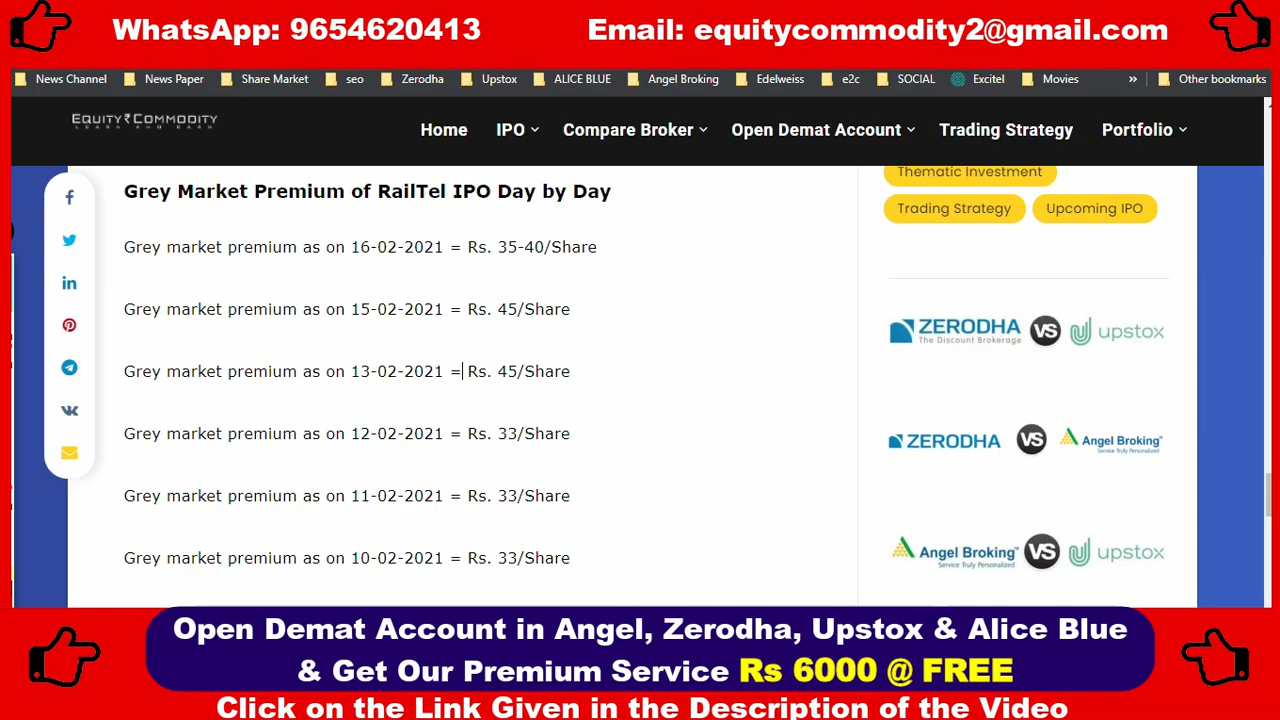 WhatsApp: 9654620413
Email: equitycommodity2@gmail.com
News Channel News Paper Share Market seo Zerodha Upstox ALICE BLUE Angel Broking Edelweiss e2c SOCIAL Excitel Movies » Other bookmarks
EQUITY₹COMMODITY
LEARN AND EARN
Home IPO Compare Broker Open Demat Account Trading Strategy Portfolio
Grey Market Premium of RailTel IPO Day by Day
Grey market premium as on 16-02-2021 = Rs. 35-40/Share
Grey market premium as on 15-02-2021 = Rs. 45/Share
Grey market premium as on 13-02-2021 = Rs. 45/Share
Grey market premium as on 12-02-2021 = Rs. 33/Share
Grey market premium as on 11-02-2021 = Rs. 33/Share
Grey market premium as on 10-02-2021 = Rs. 33/Share
Thematic Investment
Trading Strategy Upcoming IPO
ZERODHA VS upstox
The Discount Brokerage
ZERODHA VS Angel Broking
Service Truly Personalized
Angel Broking VS upstox
Service Truly Personalized
Open Demat Account in Angel, Zerodha, Upstox & Alice Blue
& Get Our Premium Service Rs 6000 @ FREE
Click on the Link Given in the Description of the Video